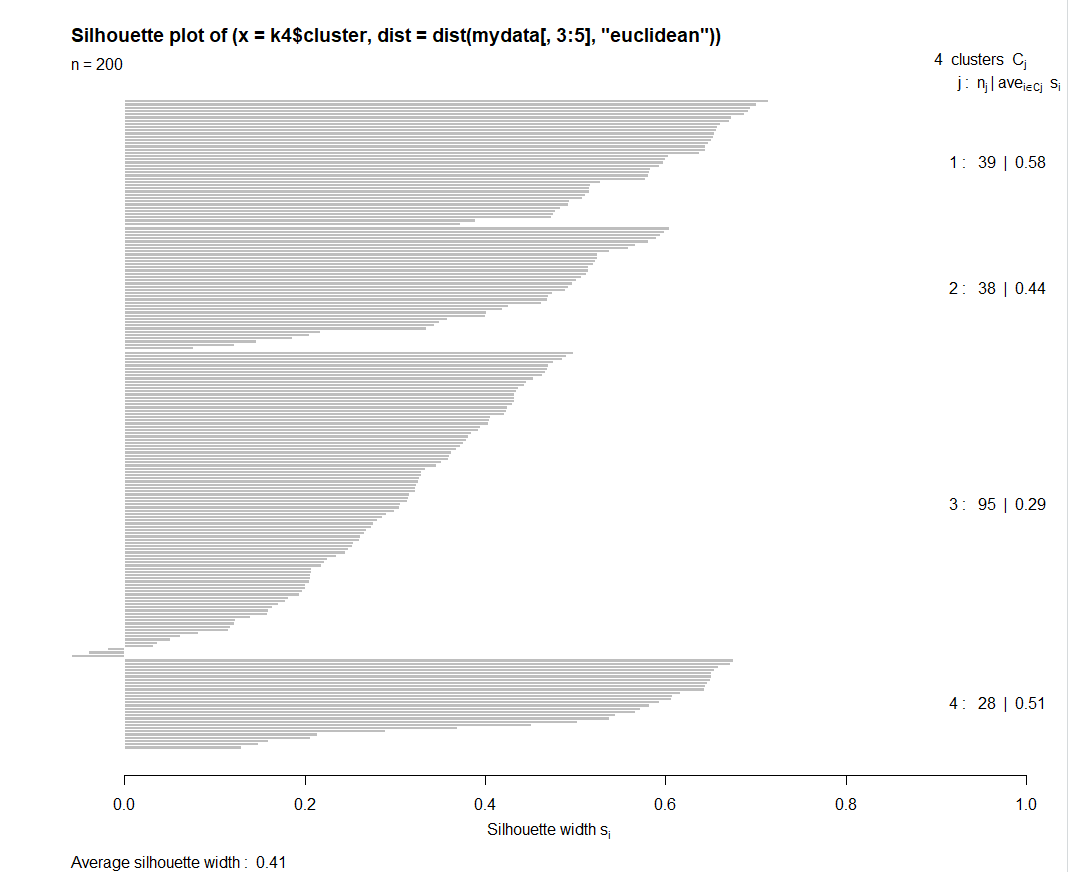 Silhouette plot of (x = k4$cluster, dist = dist(mydata[, 3:5], "euclidean"))
n = 200
4 clusters Cj
j : nj | avei∈Cj si
1 : 39 | 0.58
2 : 38 | 0.44
3 : 95 | 0.29
4 : 28 | 0.51
0.0 0.2 0.4 0.6 0.8 1.0
Silhouette width si
Average silhouette width : 0.41